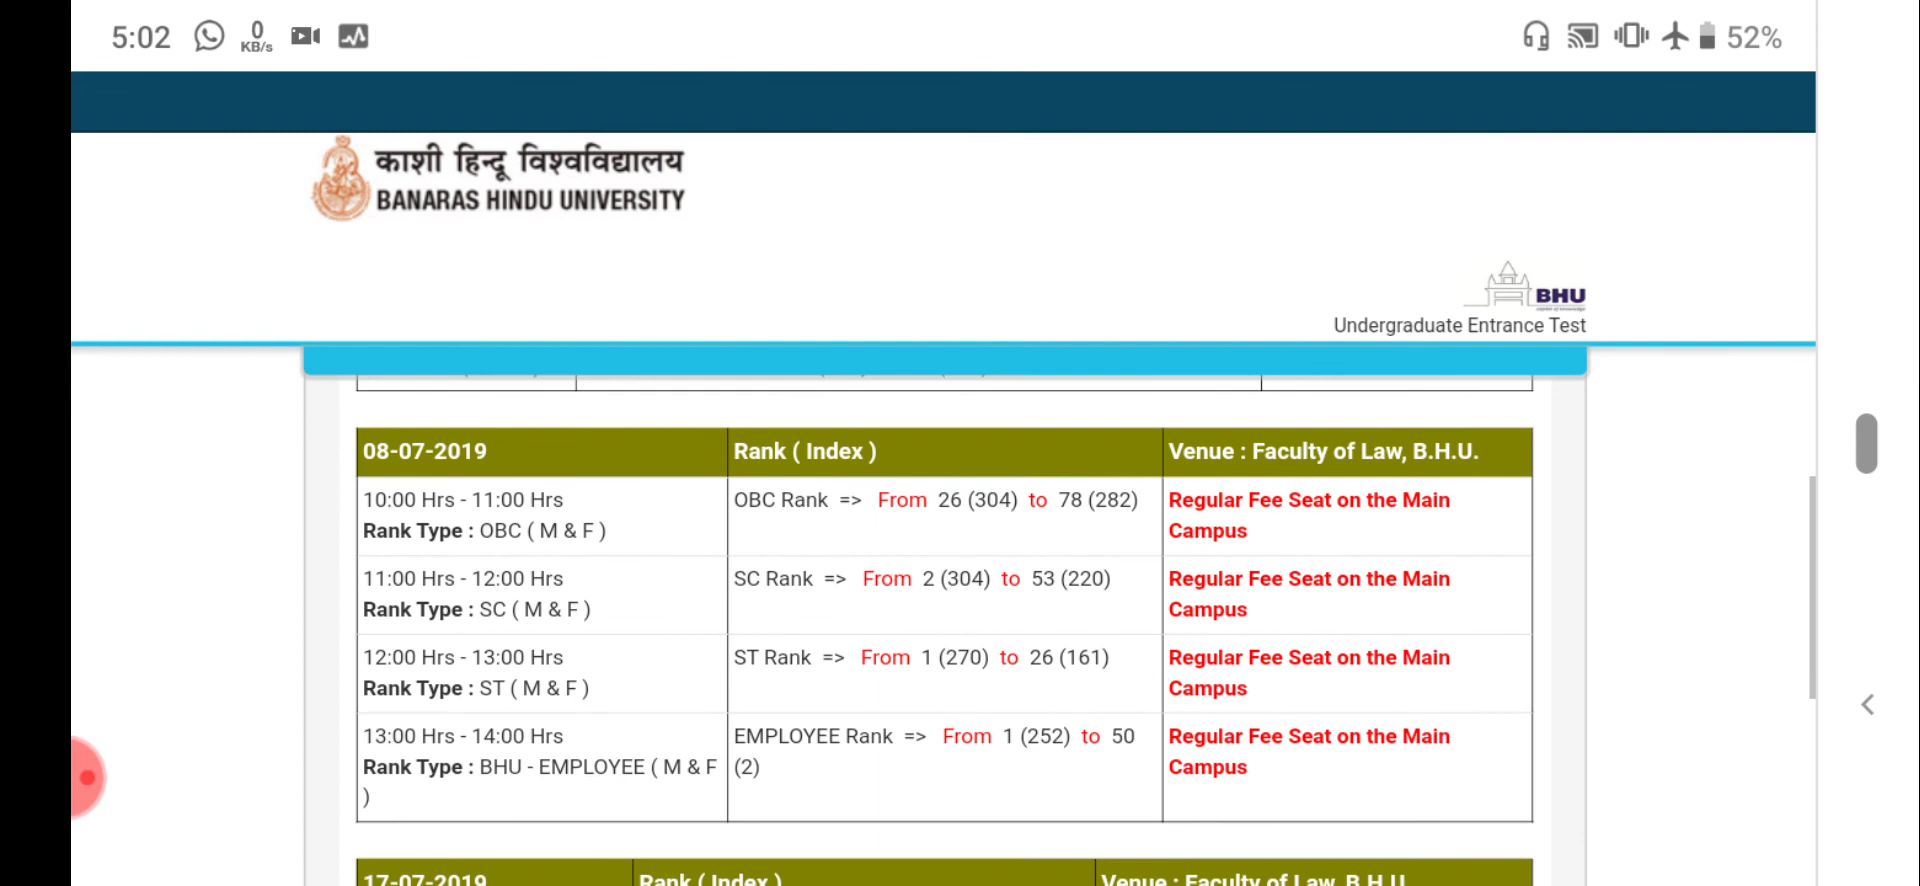 5:02
0
KB/s
52%
काशी हिन्दू विश्वविद्यालय
BANARAS HINDU UNIVERSITY
BHU
Undergraduate Entrance Test
08-07-2019 Rank ( Index ) Venue : Faculty of Law, B.H.U.
10:00 Hrs - 11:00 Hrs OBC Rank => From 26 (304) to 78 (282) Regular Fee Seat on the Main
Rank Type : OBC ( M & F ) Campus
11:00 Hrs - 12:00 Hrs SC Rank => From 2 (304) to 53 (220) Regular Fee Seat on the Main
Rank Type : SC ( M & F ) Campus
12:00 Hrs - 13:00 Hrs ST Rank => From 1 (270) to 26 (161) Regular Fee Seat on the Main
Rank Type : ST ( M & F ) Campus
13:00 Hrs - 14:00 Hrs EMPLOYEE Rank => From 1 (252) to 50 Regular Fee Seat on the Main
Rank Type : BHU - EMPLOYEE ( M & F (2) Campus
)
17-07-2019 Rank ( Index ) Venue : Faculty of Law, B.H.U.